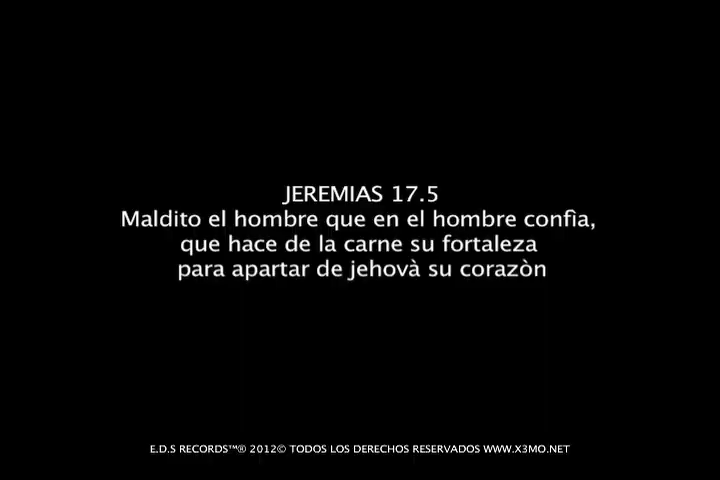 JEREMIAS 17.5
Maldito el hombre que en el hombre confìa,
que hace de la carne su fortaleza
para apartar de jehovà su corazòn
E.D.S RECORDS™® 2012© TODOS LOS DERECHOS RESERVADOS WWW.X3MO.NET